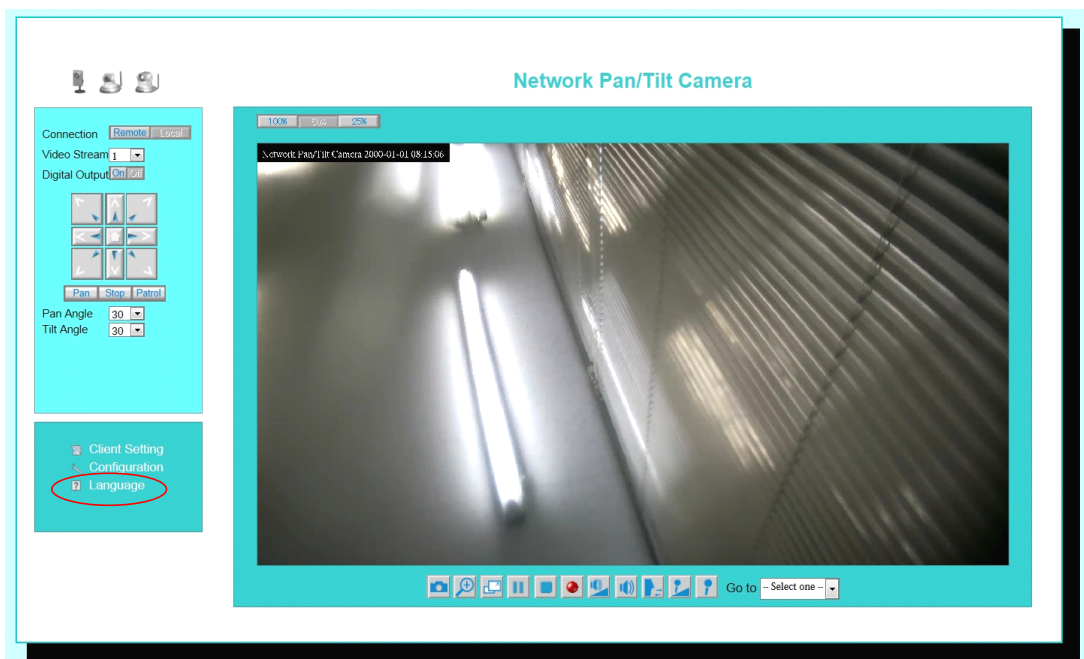 Network Pan/Tilt Camera
Connection Remote Local
Video Stream 1
Digital Output On Off
Pan Stop Patrol
Pan Angle 30
Tilt Angle 30
Client Setting
Configuration
Language
100% 50% 25%
Network Pan/Tilt Camera 2000-01-01 08:15:06
Go to -- Select one --